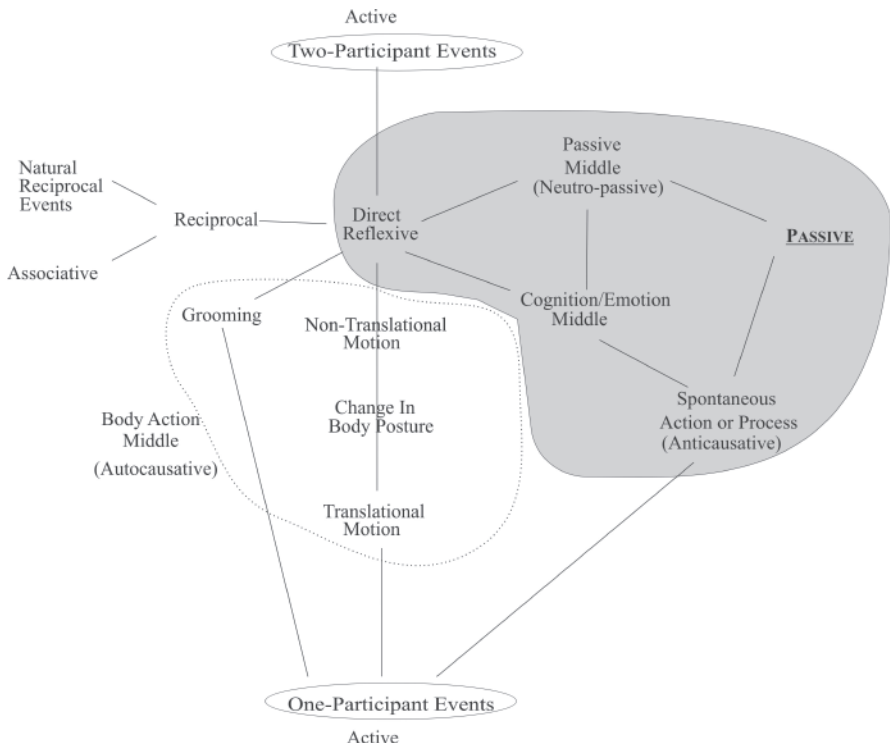 Active
Two-Participant Events
Passive
Middle
(Neutro-passive)
Natural
Reciprocal
Events
Reciprocal
Direct
Reflexive
PASSIVE
Associative
Grooming
Cognition/Emotion
Middle
Non-Translational
Motion
Body Action
Middle
(Autocausative)
Change In
Body Posture
Spontaneous
Action or Process
(Anticausative)
Translational
Motion
One-Participant Events
Active